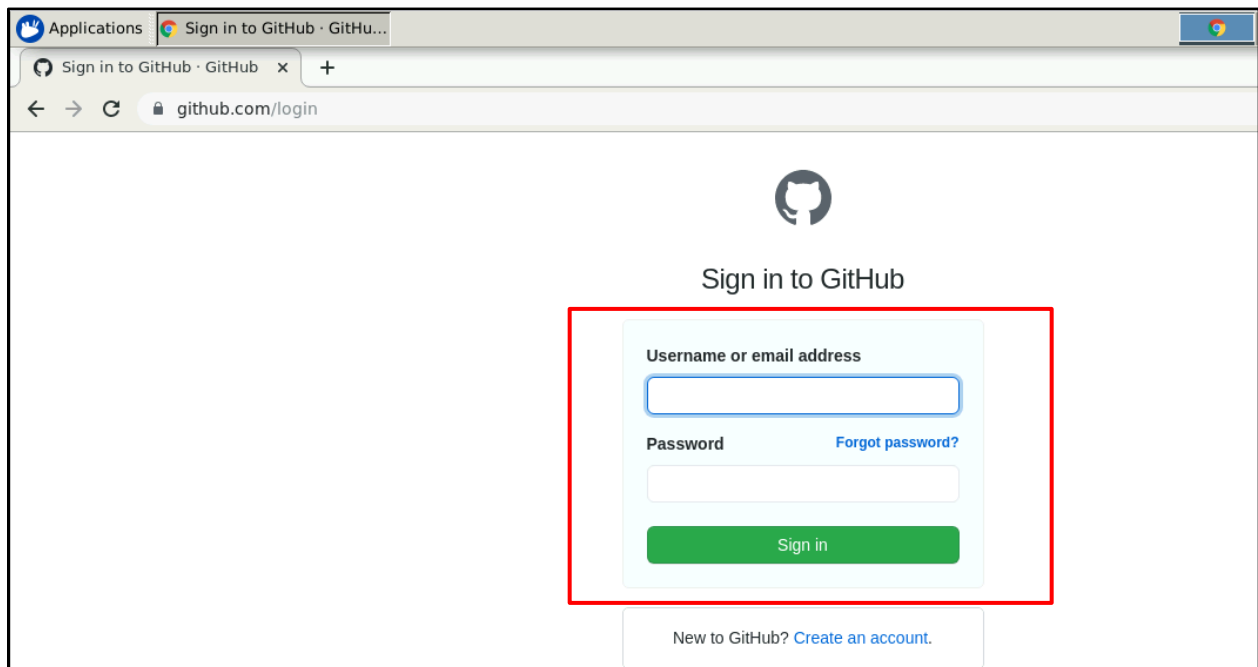 Applications Sign in to GitHub · GitHu...
Sign in to GitHub · GitHub × +
github.com/login
Sign in to GitHub
Username or email address
Password Forgot password?
Sign in
New to GitHub? Create an account.